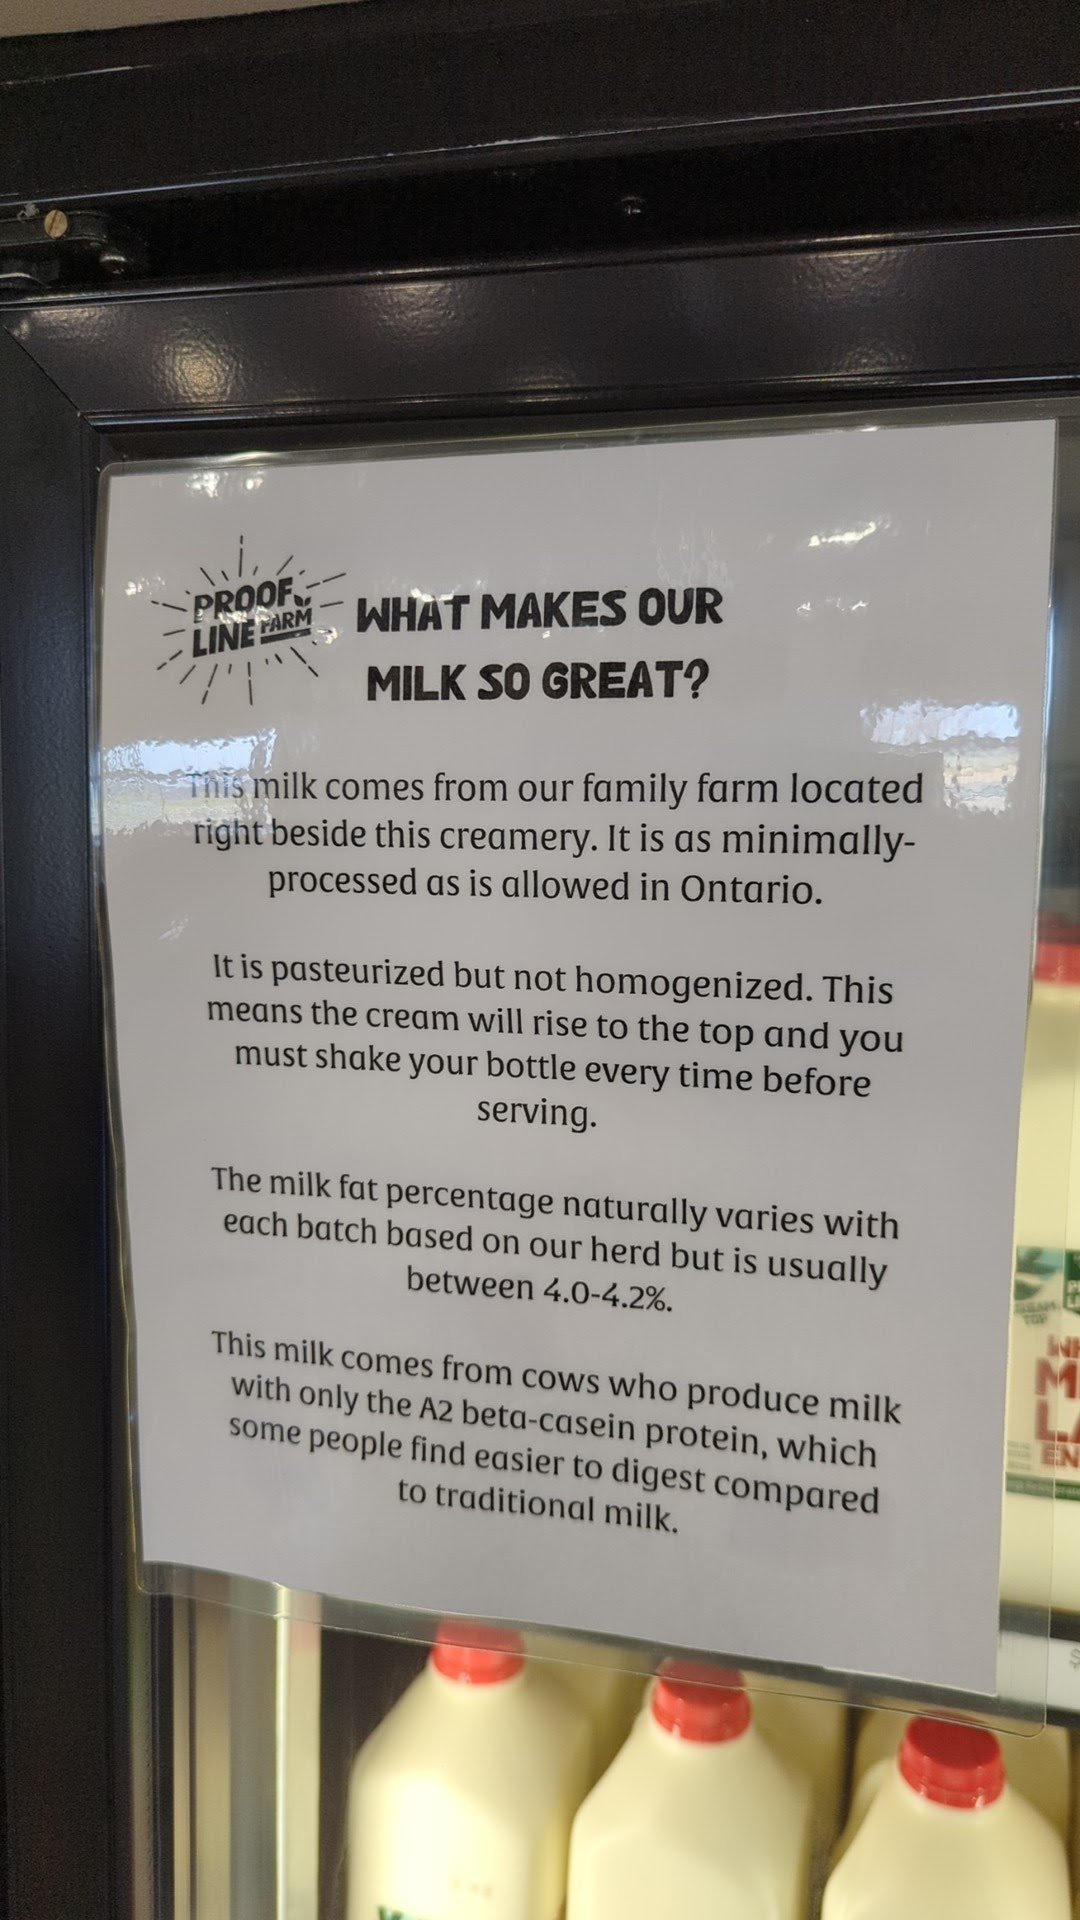 PROOF
LINE FARM
WHAT MAKES OUR
MILK SO GREAT?
This milk comes from our family farm located
right beside this creamery. It is as minimally-
processed as is allowed in Ontario.
It is pasteurized but not homogenized. This
means the cream will rise to the top and you
must shake your bottle every time before
serving.
The milk fat percentage naturally varies with
each batch based on our herd but is usually
between 4.0-4.2%.
This milk comes from cows who produce milk
with only the A2 beta-casein protein, which
some people find easier to digest compared
to traditional milk.